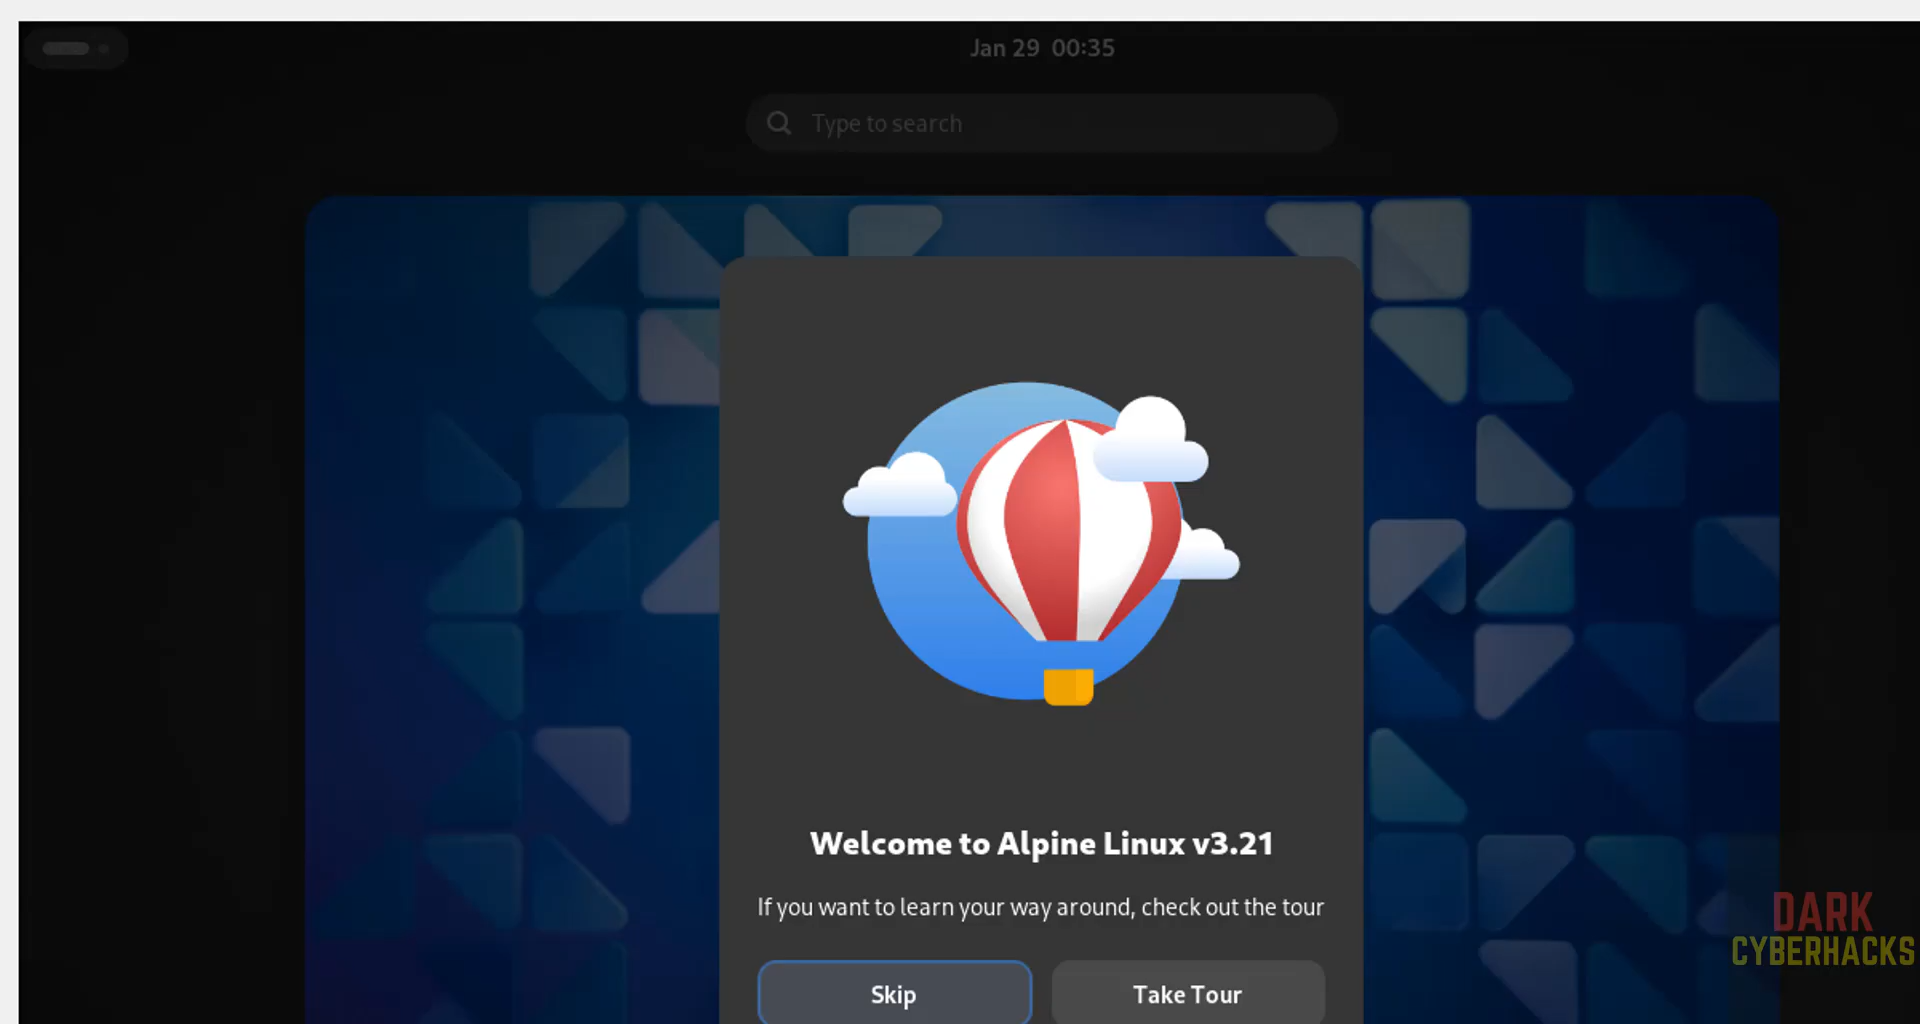 Jan 29 00:35
Type to search
Welcome to Alpine Linux v3.21
If you want to learn your way around, check out the tour
Skip
Take Tour
DARK
CYBERHACKS